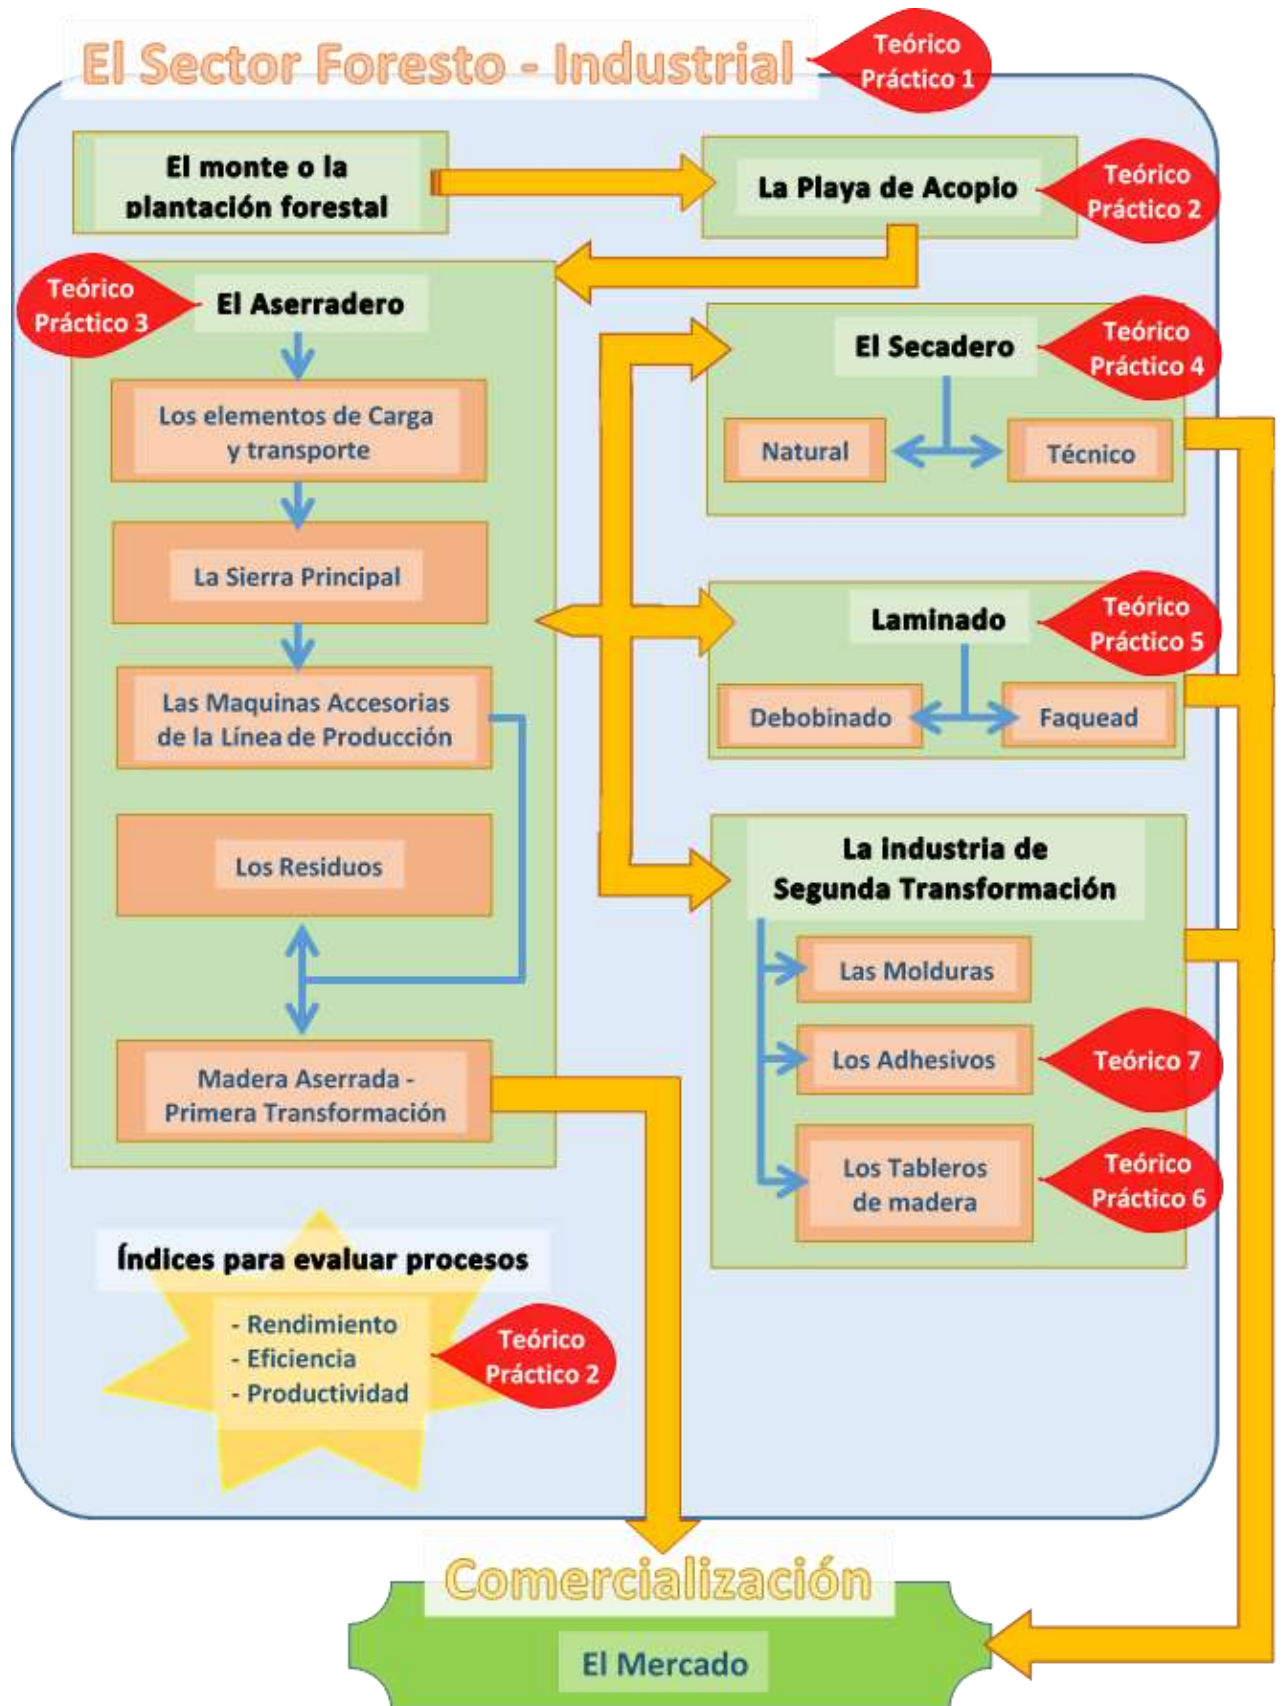 El Sector Foresto - Industrial
Teórico
Práctico 1
El monte o la
plantación forestal
La Playa de Acopio
Teórico
Práctico 2
Teórico
Práctico 3
El Aserradero
Los elementos de Carga
y transporte
La Sierra Principal
Las Maquinas Accesorias
de la Línea de Producción
Los Residuos
Madera Aserrada -
Primera Transformación
El Secadero
Teórico
Práctico 4
Natural
Técnico
Laminado
Teórico
Práctico 5
Debobinado
Faquead
La industria de
Segunda Transformación
Las Molduras
Los Adhesivos
Teórico 7
Los Tableros
de madera
Teórico
Práctico 6
Índices para evaluar procesos
- Rendimiento
- Eficiencia
- Productividad
Teórico
Práctico 2
Comercialización
El Mercado